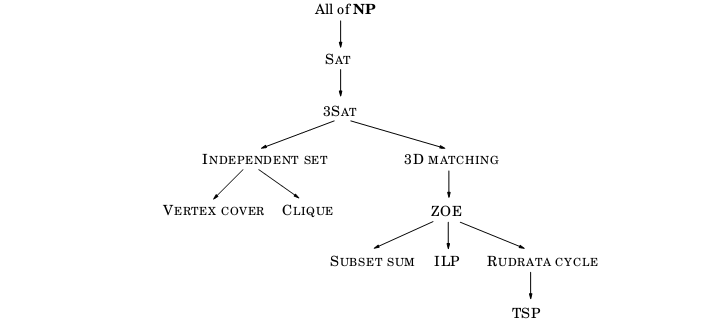 All of NP
SAT
3SAT
INDEPENDENT SET 3D MATCHING
VERTEX COVER CLIQUE ZOE
SUBSET SUM ILP RUDRATA CYCLE
TSP